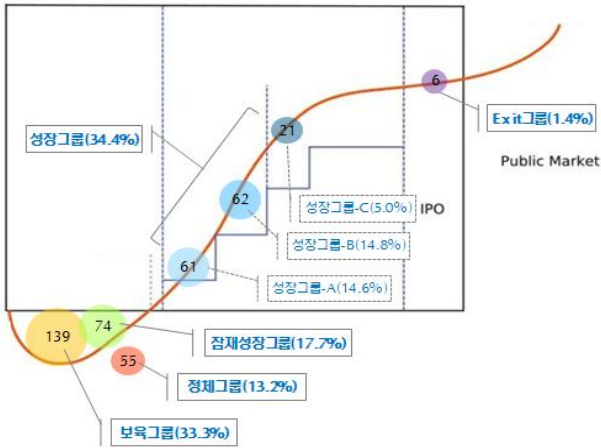 6
Exit그룹(1.4%)
성장그룹(34.4%)
21
Public Market
62
성장그룹-C(5.0%)
IPO
성장그룹-B(14.8%)
61
성장그룹-A(14.6%)
139
74
잠재성장그룹(17.7%)
55
정체그룹(13.2%)
보육그룹(33.3%)